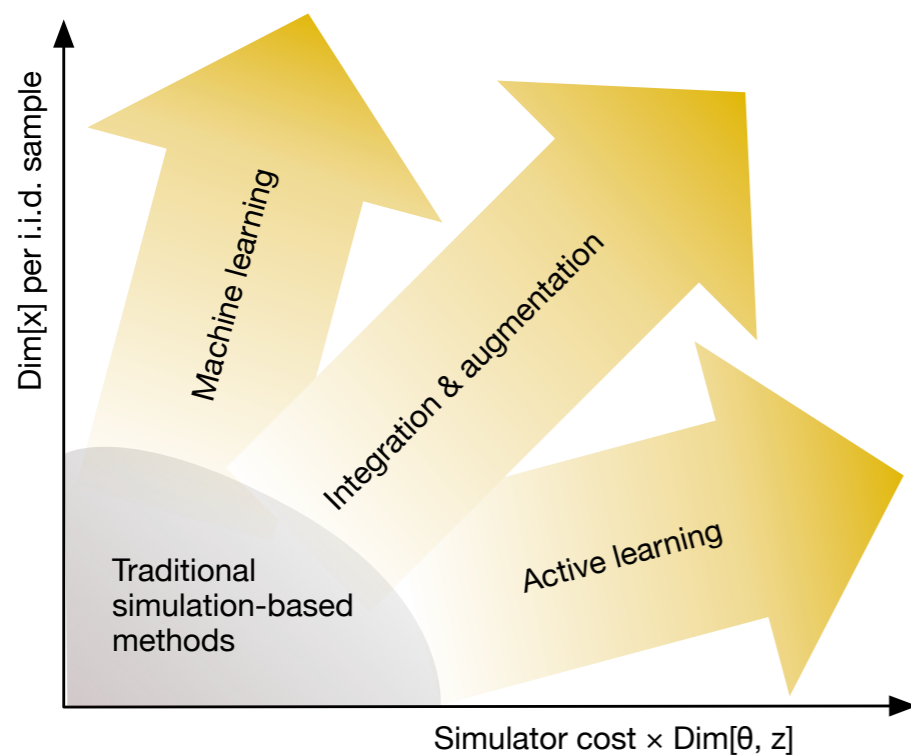 Dim[x] per i.i.d. sample
Machine learning
Integration & augmentation
Active learning
Traditional
simulation-based
methods
Simulator cost × Dim[θ, z]